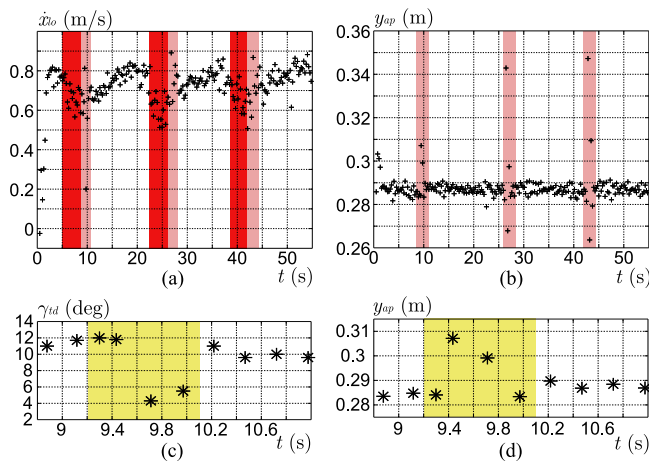 ẋlo (m/s)
0.8
0.6
0.4
0.2
0
0 10 20 30 40 50
t (s)
(a)
yap (m)
0.36
0.34
0.32
0.3
0.28
0.26
0 10 20 30 40 50
t (s)
(b)
γtd (deg)
14
12
10
8
6
4
2
9 9.4 9.8 10.2 10.6
t (s)
(c)
yap (m)
0.31
0.3
0.29
0.28
9 9.4 9.8 10.2 10.6
t (s)
(d)